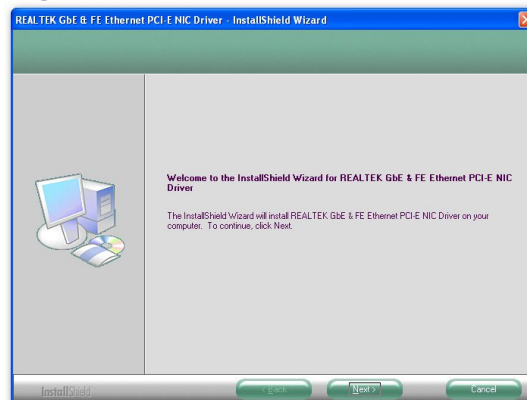 REALTEK GbE & FE Ethernet PCI-E NIC Driver - InstallShield Wizard
Welcome to the InstallShield Wizard for REALTEK GbE & FE Ethernet PCI-E NIC
Driver
The InstallShield Wizard will install REALTEK GbE & FE Ethernet PCI-E NIC Driver on your
computer. To continue, click Next.
InstallShield
< Back
Next >
Cancel